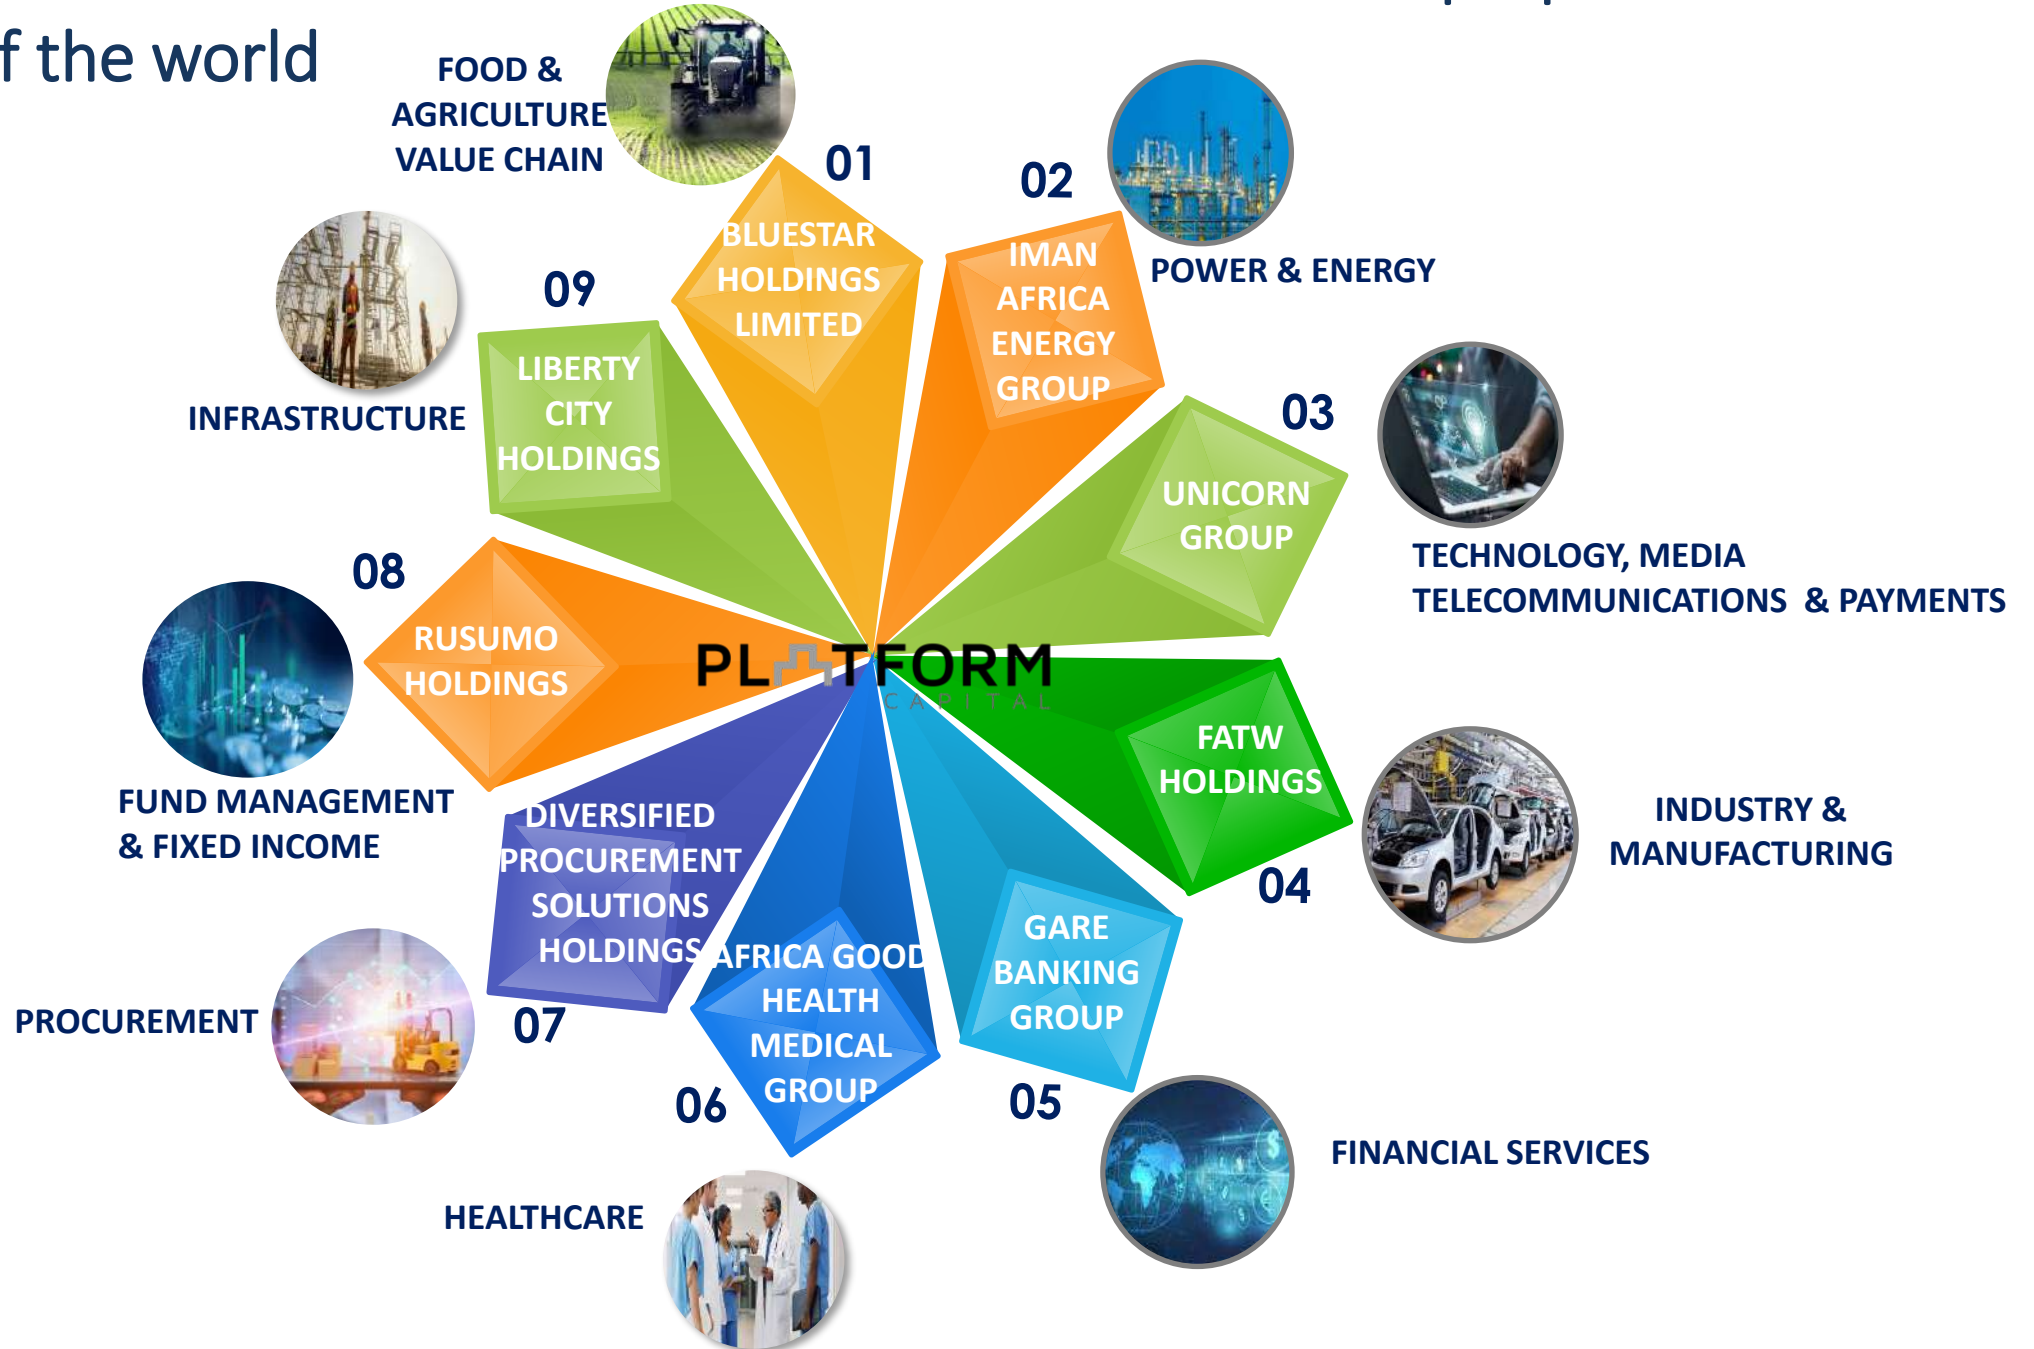 f the world
FOOD &
AGRICULTURE
VALUE CHAIN
01
BLUESTAR
HOLDINGS
LIMITED
02
IMAN
AFRICA
ENERGY
GROUP
POWER & ENERGY
03
UNICORN
GROUP
TECHNOLOGY, MEDIA
TELECOMMUNICATIONS & PAYMENTS
FATW
HOLDINGS
04
INDUSTRY &
MANUFACTURING
GARE
BANKING
GROUP
05
FINANCIAL SERVICES
AFRICA GOOD
HEALTH
MEDICAL
GROUP
06
HEALTHCARE
DIVERSIFIED
PROCUREMENT
SOLUTIONS
HOLDINGS
07
PROCUREMENT
08
RUSUMO
HOLDINGS
FUND MANAGEMENT
& FIXED INCOME
09
LIBERTY
CITY
HOLDINGS
INFRASTRUCTURE
PLATFORM
CAPITAL